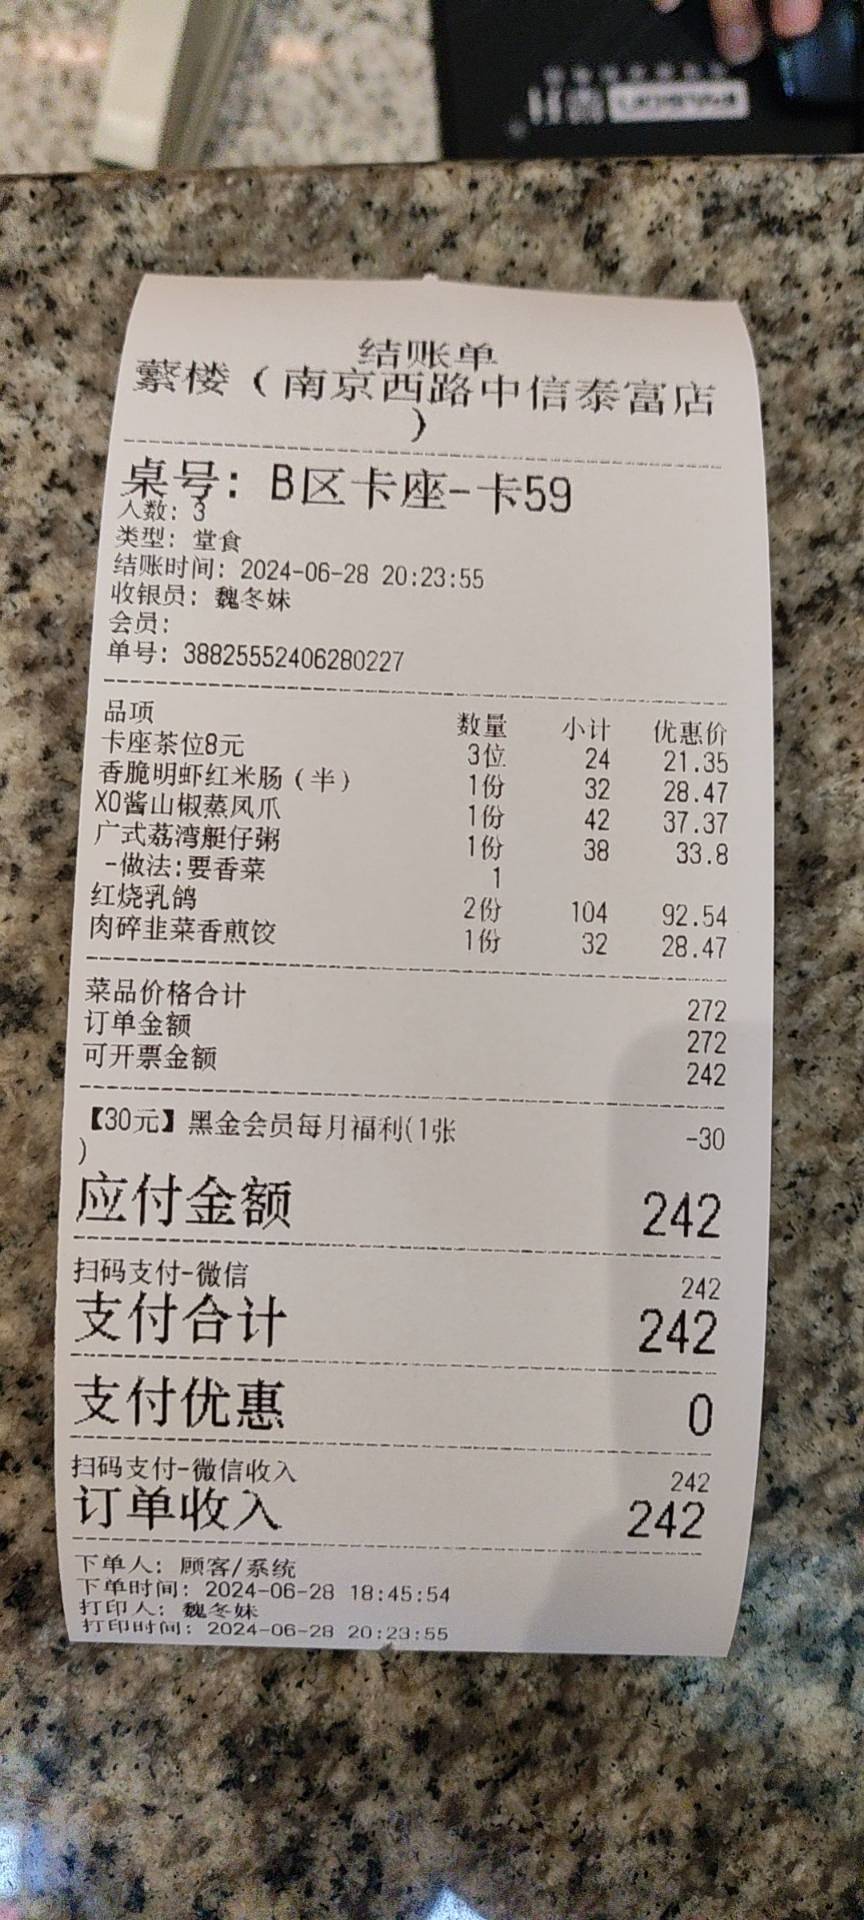 结账单
蘩楼（南京西路中信泰富店
）
桌号: B区卡座-卡59
人数: 3
类型: 堂食
结账时间: 2024-06-28 20:23:55
收银员: 魏冬妹
会员:
单号: 38825552406280227
品项 数量 小计 优惠价
卡座茶位8元 3位 24 21.35
香脆明虾红米肠（半） 1份 32 28.47
XO酱山椒蒸凤爪 1份 42 37.37
广式荔湾艇仔粥 1份 38 33.8
-做法:要香菜 1
红烧乳鸽 2份 104 92.54
肉碎韭菜香煎饺 1份 32 28.47
菜品价格合计 272
订单金额 272
可开票金额 242
【30元】黑金会员每月福利(1张 -30
)
应付金额 242
扫码支付-微信 242
支付合计 242
支付优惠 0
扫码支付-微信收入 242
订单收入 242
下单人: 顾客/系统
下单时间: 2024-06-28 18:45:54
打印人: 魏冬妹
打印时间: 2024-06-28 20:23:55